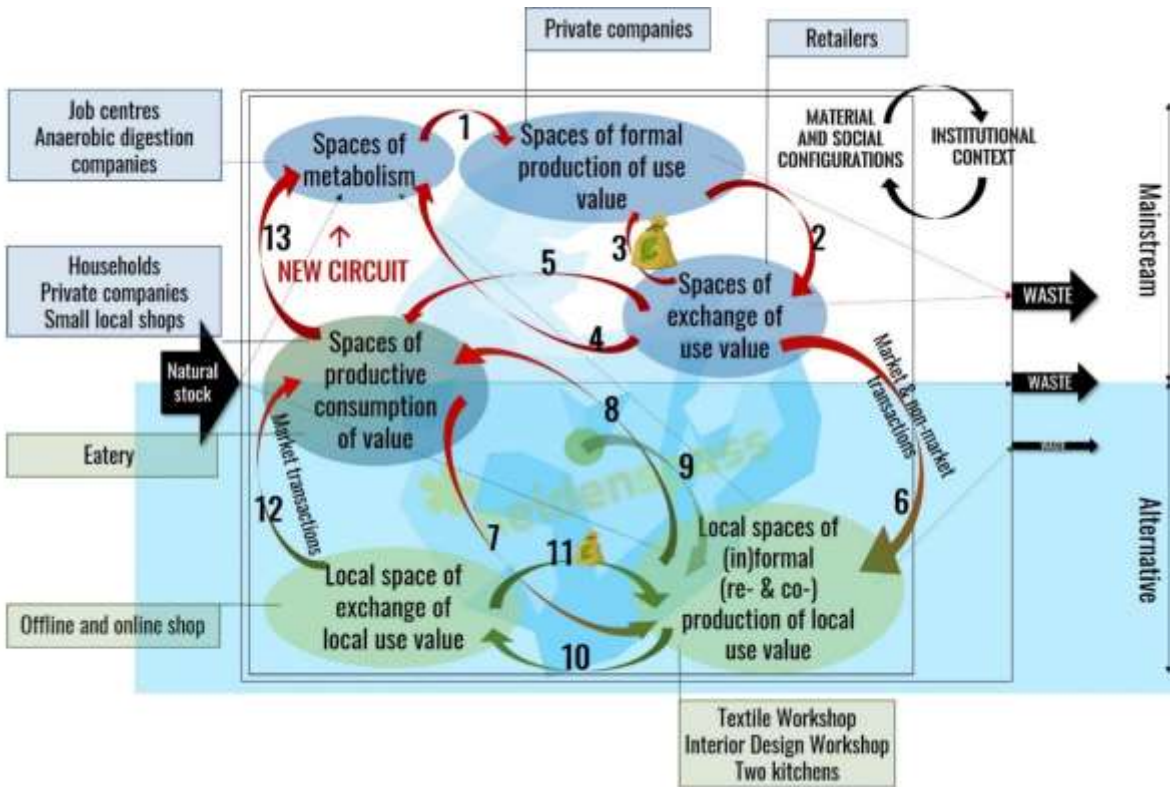 Private companies
Retailers
Job centres
Anaerobic digestion
companies
Spaces of
metabolism
1
Spaces of formal
production of use
value
MATERIAL
AND SOCIAL
CONFIGURATIONS
INSTITUTIONAL
CONTEXT
Mainstream
13
↑
NEW CIRCUIT
3
2
5
Households
Private companies
Small local shops
Spaces of
exchange of
use value
WASTE
4
Natural
stock
Spaces of
productive
consumption
of value
WASTE
Market & non-market
transactions
8
Eatery
9
WASTE
Market transactions
12
7
6
11
Local spaces of
(in)formal
(re- & co-)
production of local
use value
Alternative
Offline and online shop
Local space of
exchange of
local use value
10
Textile Workshop
Interior Design Workshop
Two kitchens